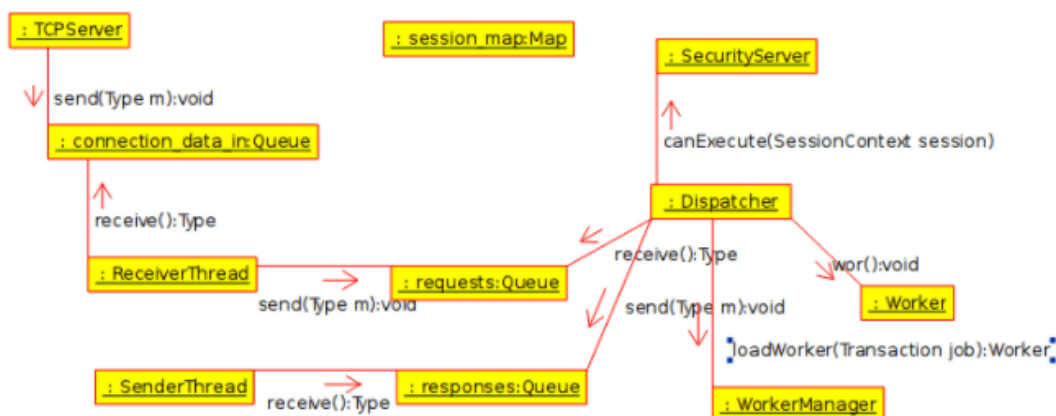 : TCPServer
: session_map:Map
: SecurityServer
send(Type m):void
: connection_data_in:Queue
canExecute(SessionContext session)
: Dispatcher
receive():Type
receive():Type
: ReceiverThread
: requests:Queue
wor():void
send(Type m):void
send(Type m):void
: Worker
loadWorker(Transaction job):Worker
: SenderThread
: responses:Queue
receive():Type
: WorkerManager